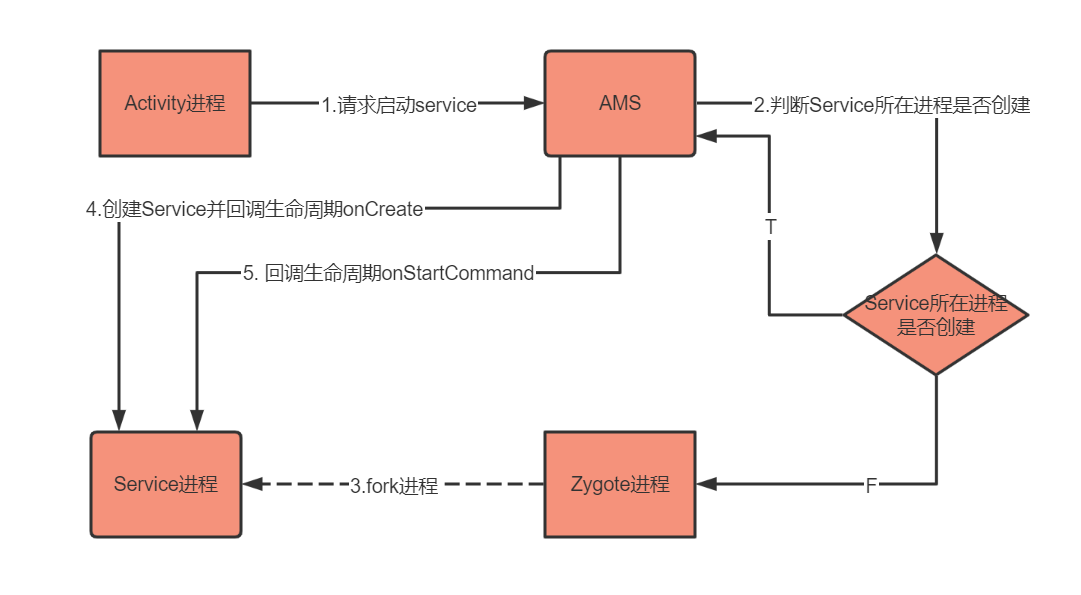 Activity进程
1.请求启动service
AMS
2.判断Service所在进程是否创建
4.创建Service并回调生命周期onCreate
T
5. 回调生命周期onStartCommand
Service所在进程
是否创建
Service进程
3.fork进程
Zygote进程
F